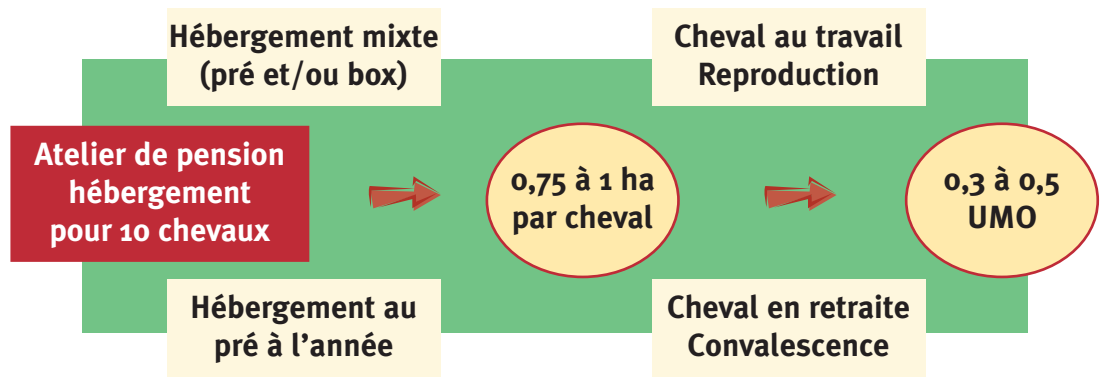 Hébergement mixte
(pré et/ou box)
Cheval au travail
Reproduction
Atelier de pension
hébergement
pour 10 chevaux
0,75 à 1 ha
par cheval
0,3 à 0,5
UMO
Hébergement au
pré à l’année
Cheval en retraite
Convalescence